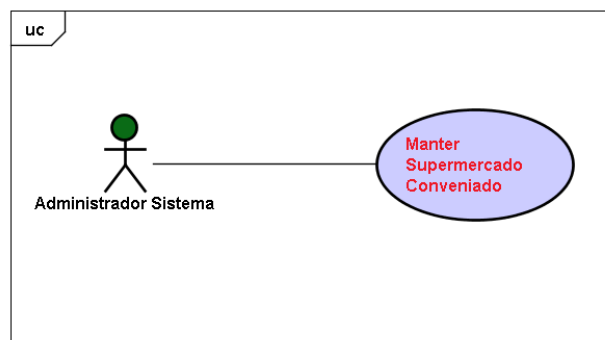 uc
Manter
Supermercado
Conveniado
Administrador Sistema